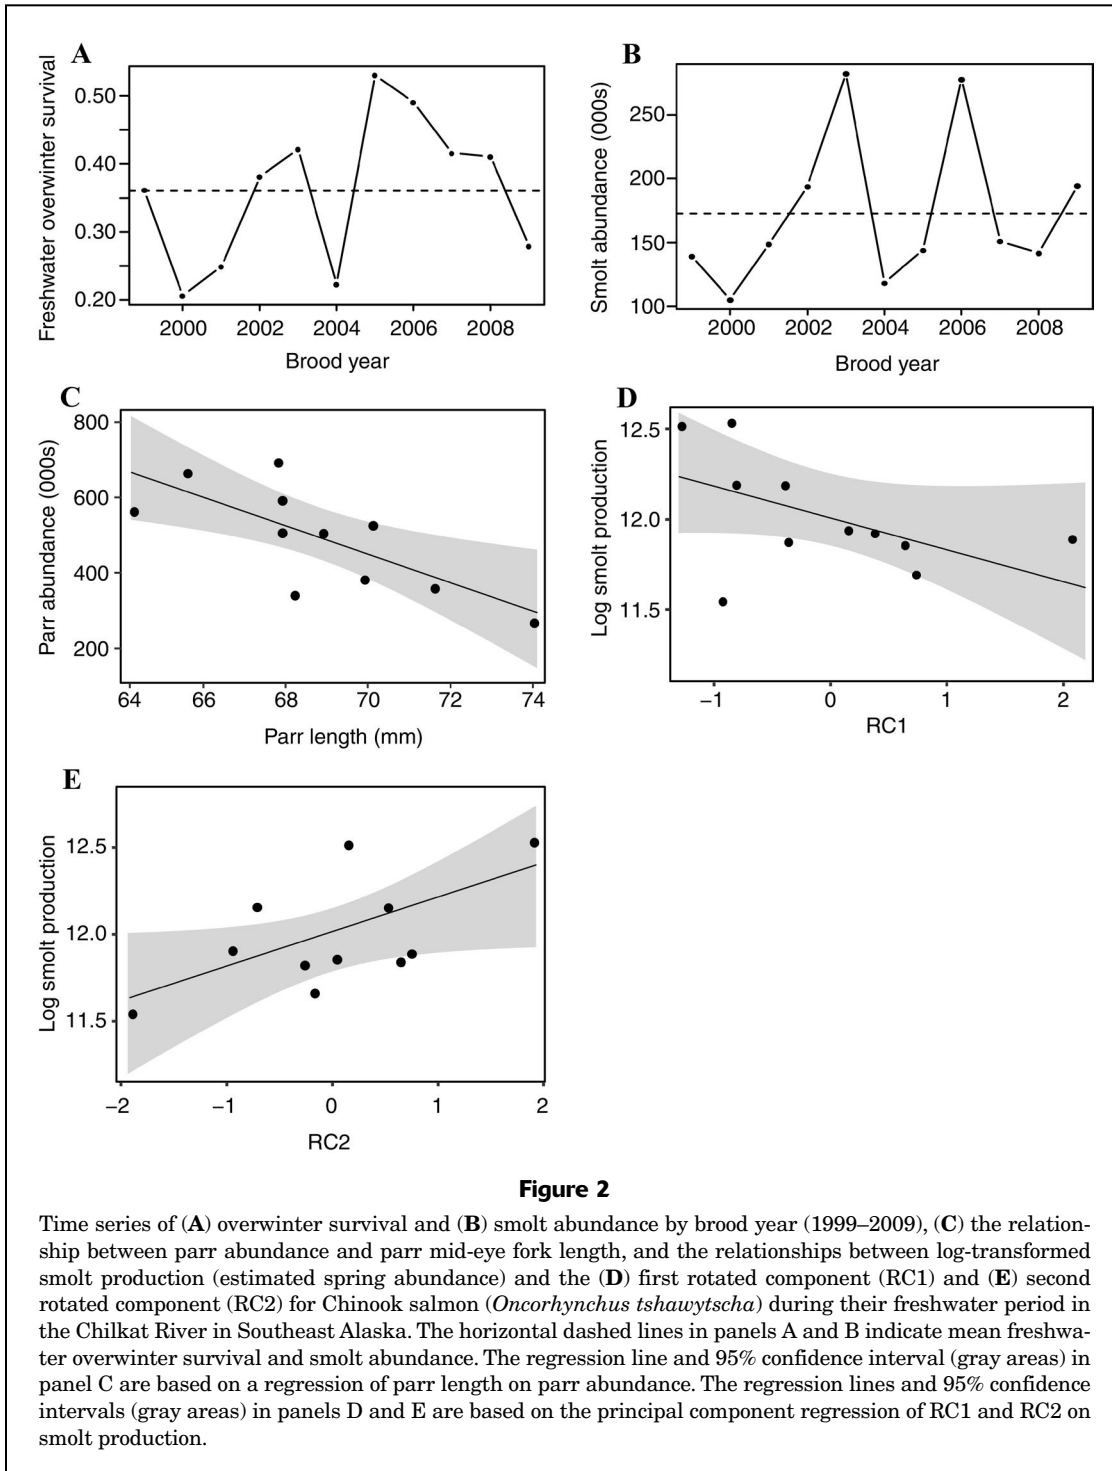 A
Freshwater overwinter survival
0.50
0.40
0.30
0.20
2000 2002 2004 2006 2008
Brood year
B
Smolt abundance (000s)
250
200
150
100
2000 2002 2004 2006 2008
Brood year
C
Parr abundance (000s)
800
600
400
200
64 66 68 70 72 74
Parr length (mm)
D
Log smolt production
12.5
12.0
11.5
−1 0 1 2
RC1
E
Log smolt production
12.5
12.0
11.5
−2 −1 0 1 2
RC2
Figure 2
Time series of (A) overwinter survival and (B) smolt abundance by brood year (1999–2009), (C) the relation-
ship between parr abundance and parr mid-eye fork length, and the relationships between log-transformed
smolt production (estimated spring abundance) and the (D) first rotated component (RC1) and (E) second
rotated component (RC2) for Chinook salmon (Oncorhynchus tshawytscha) during their freshwater period in
the Chilkat River in Southeast Alaska. The horizontal dashed lines in panels A and B indicate mean freshwa-
ter overwinter survival and smolt abundance. The regression line and 95% confidence interval (gray areas) in
panel C are based on a regression of parr length on parr abundance. The regression lines and 95% confidence
intervals (gray areas) in panels D and E are based on the principal component regression of RC1 and RC2 on
smolt production.